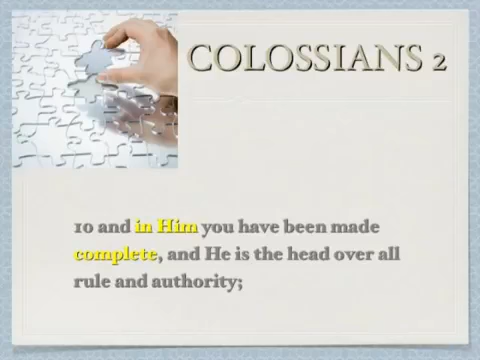 COLOSSIANS 2
10 and in Him you have been made
complete, and He is the head over all
rule and authority;